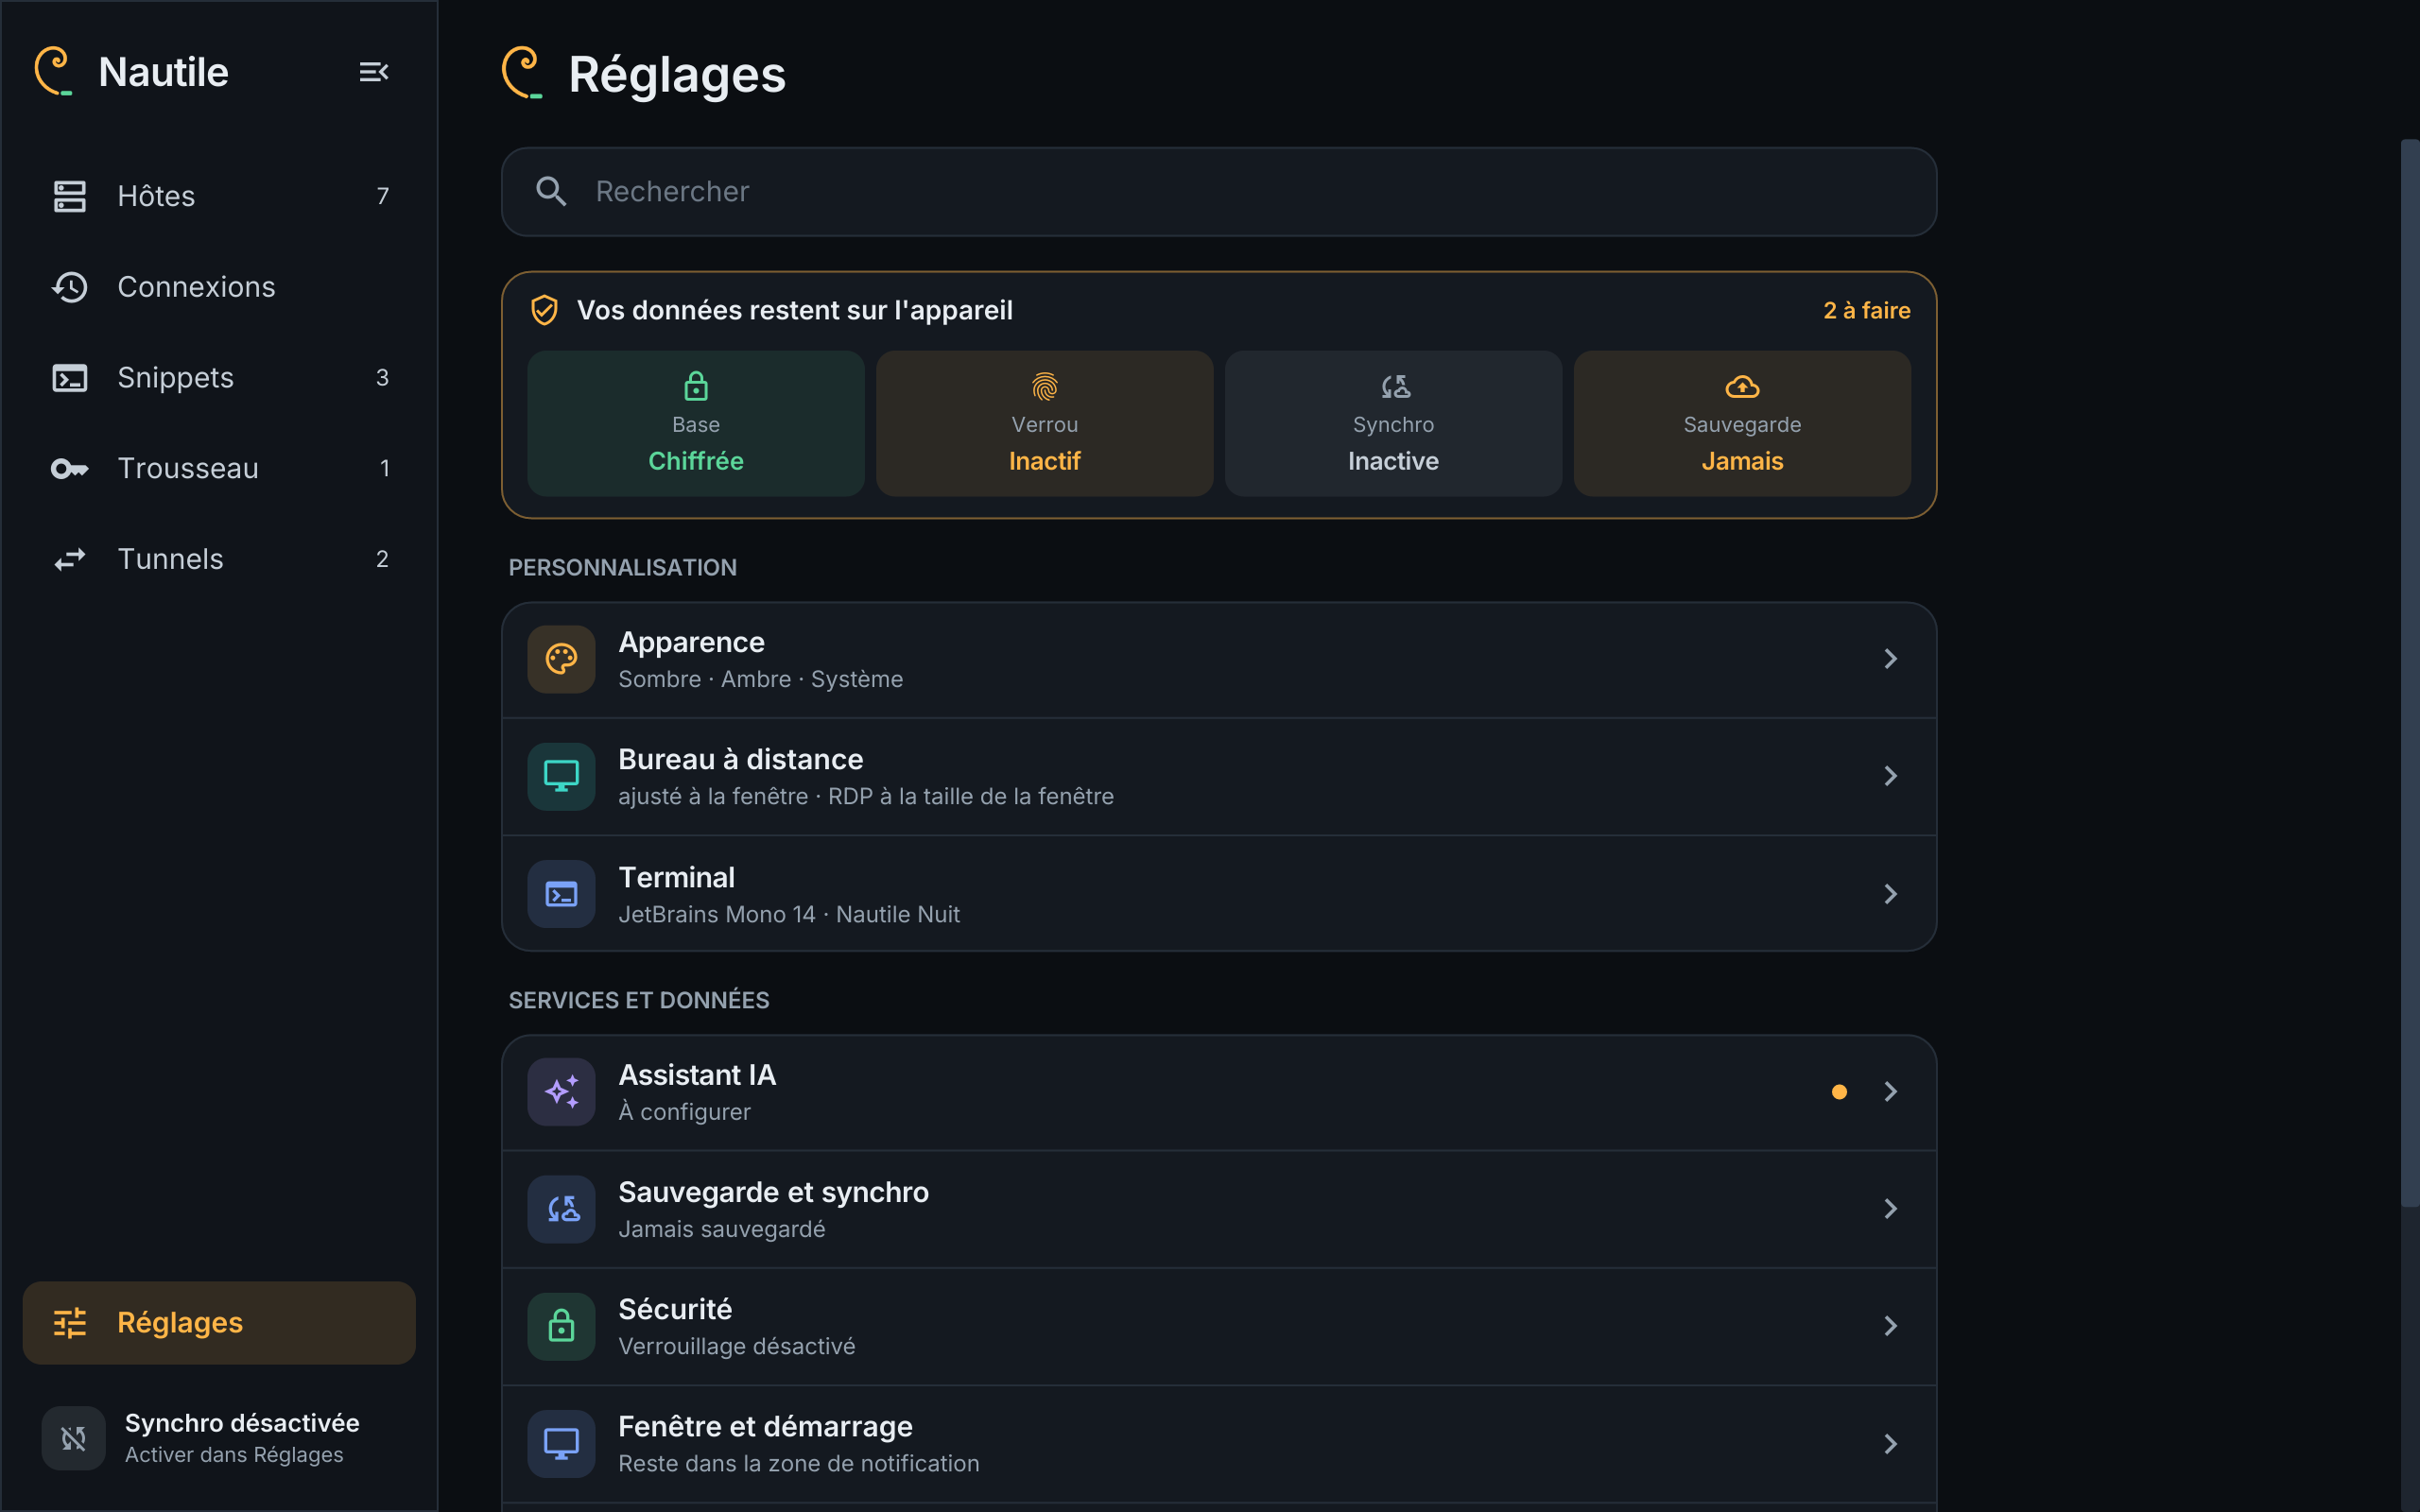 Nautile
Hôtes 7
Connexions
Snippets 3
Trousseau 1
Tunnels 2
Réglages
Synchro désactivée
Activer dans Réglages
Réglages
Rechercher
Vos données restent sur l'appareil 2 à faire
Base
Chiffrée
Verrou
Inactif
Synchro
Inactive
Sauvegarde
Jamais
PERSONNALISATION
Apparence
Sombre · Ambre · Système
Bureau à distance
ajusté à la fenêtre · RDP à la taille de la fenêtre
Terminal
JetBrains Mono 14 · Nautile Nuit
SERVICES ET DONNÉES
Assistant IA
À configurer
Sauvegarde et synchro
Jamais sauvegardé
Sécurité
Verrouillage désactivé
Fenêtre et démarrage
Reste dans la zone de notification